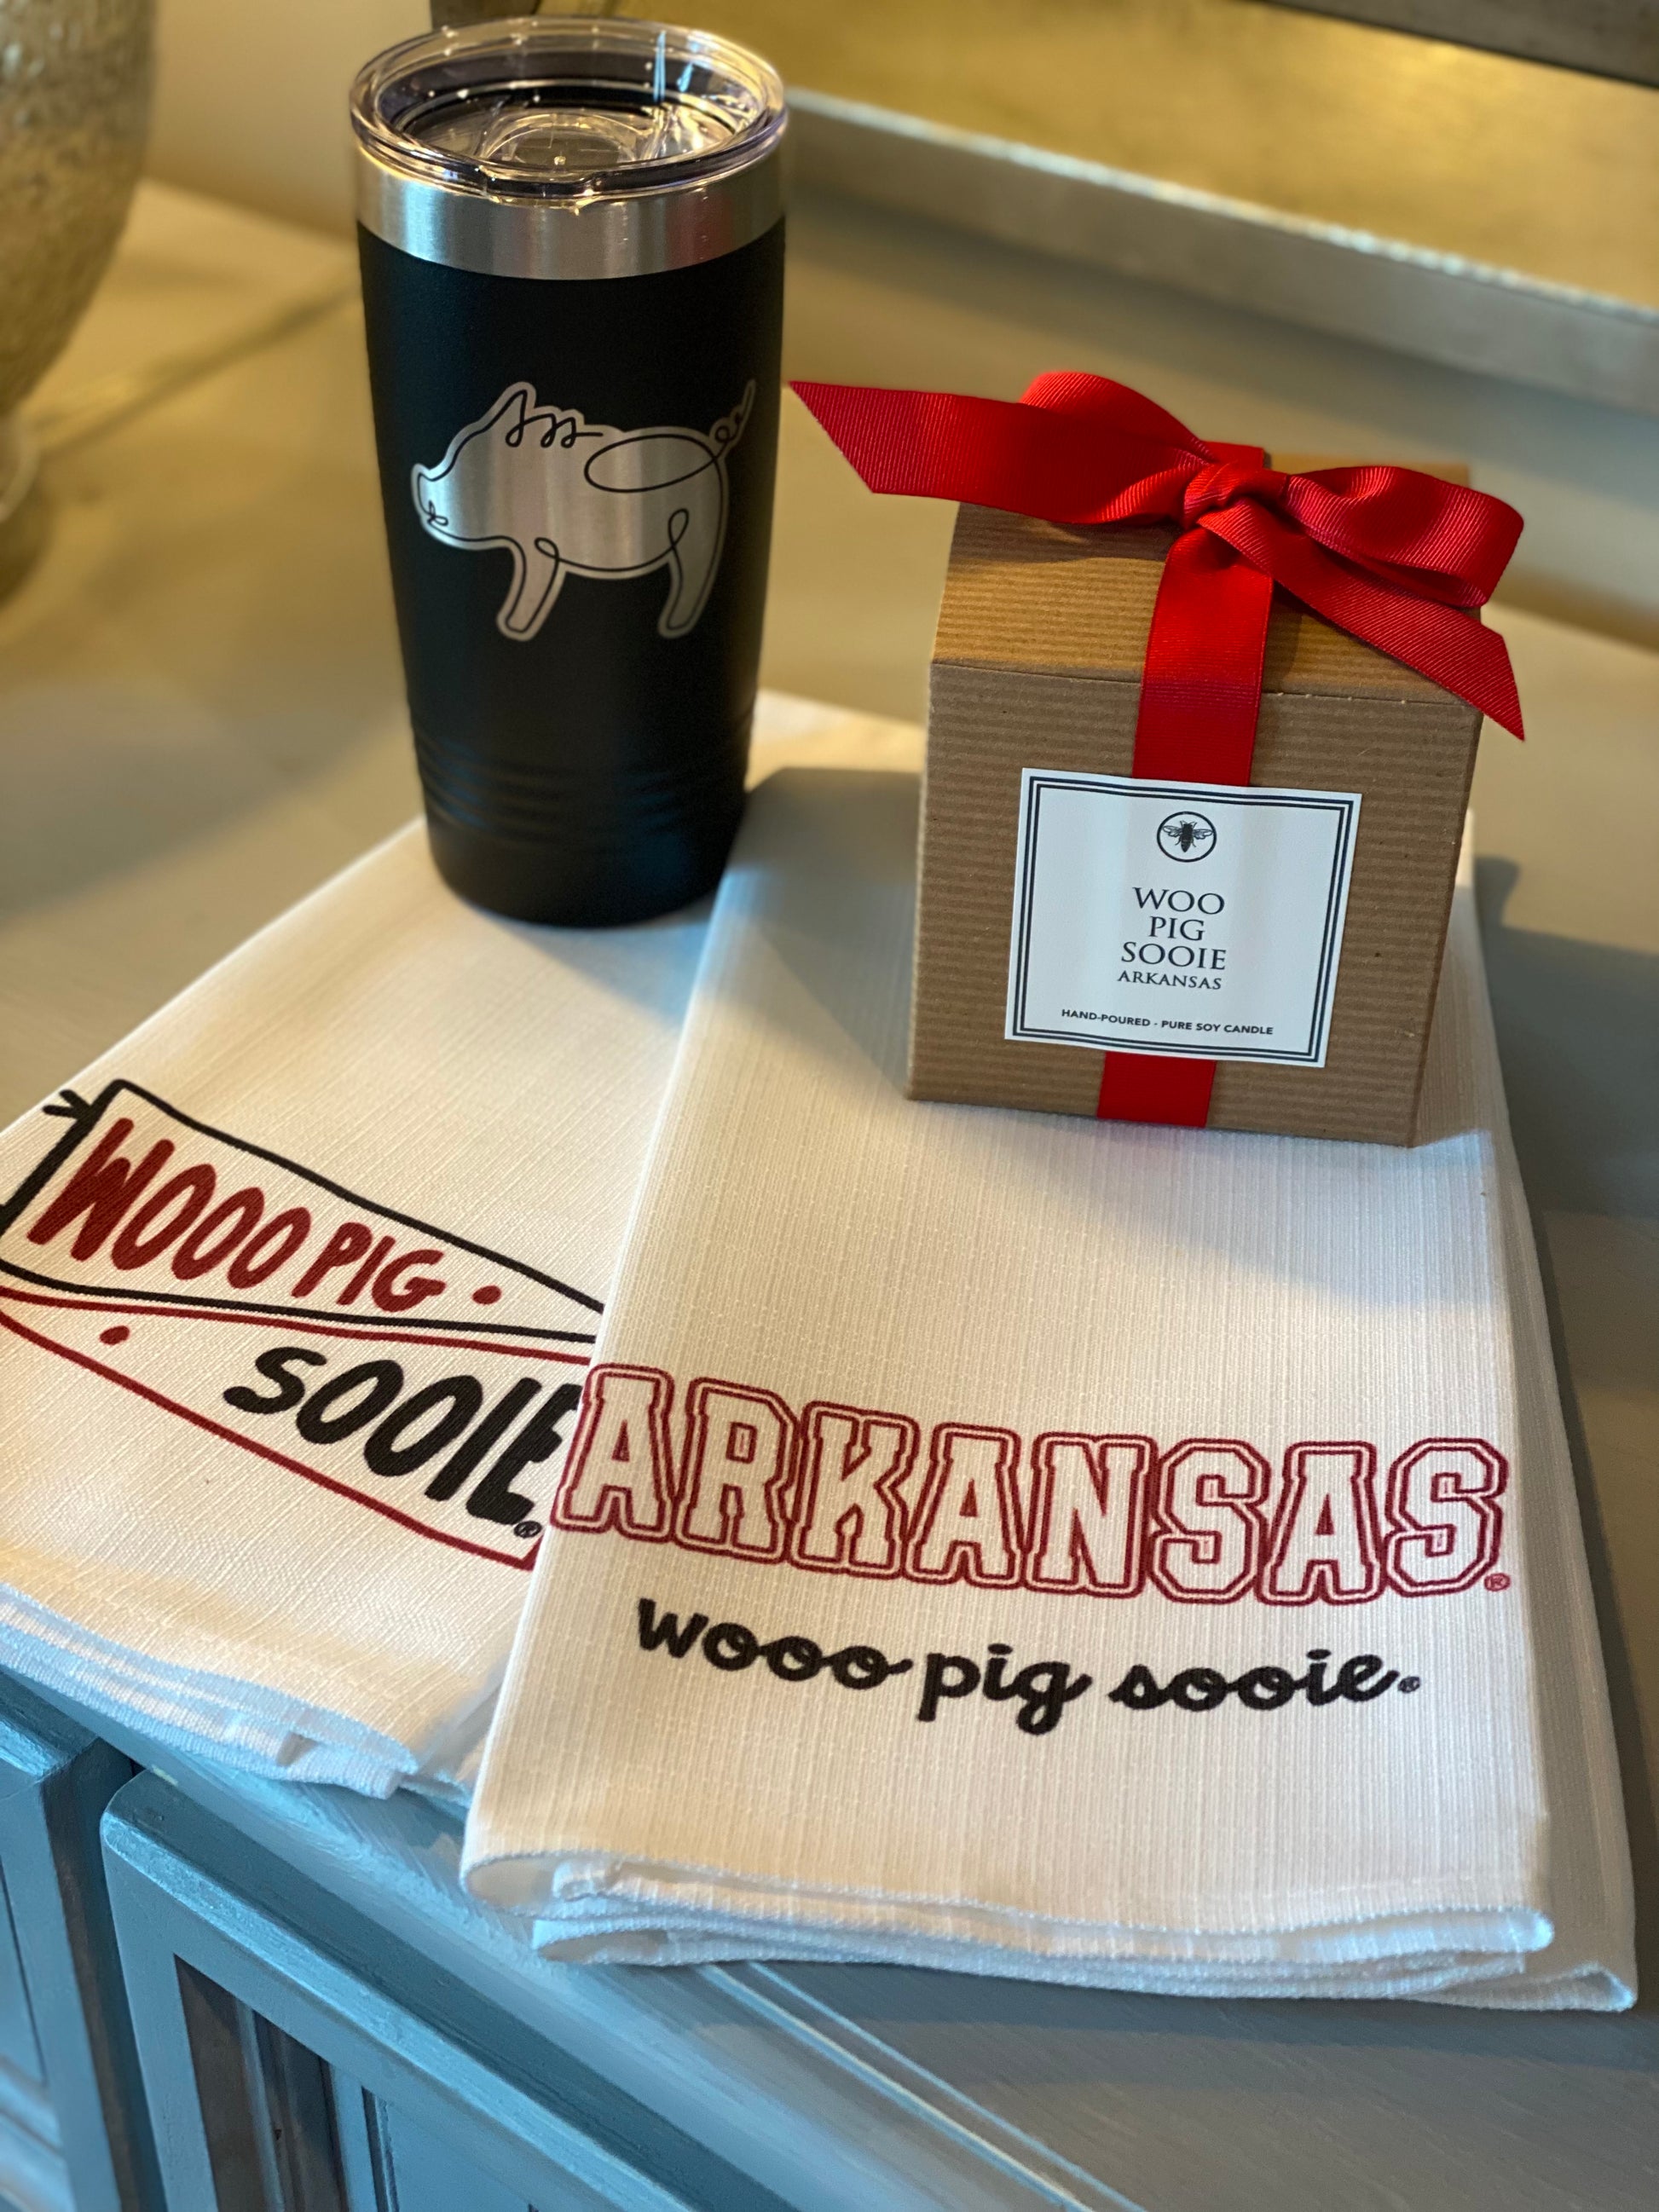 WOO
PIG
SOOIE
ARKANSAS
HAND-POURED - PURE SOY CANDLE
WOOO PIG.
SOOIE®
ARKANSAS®
wooo pig sooie®